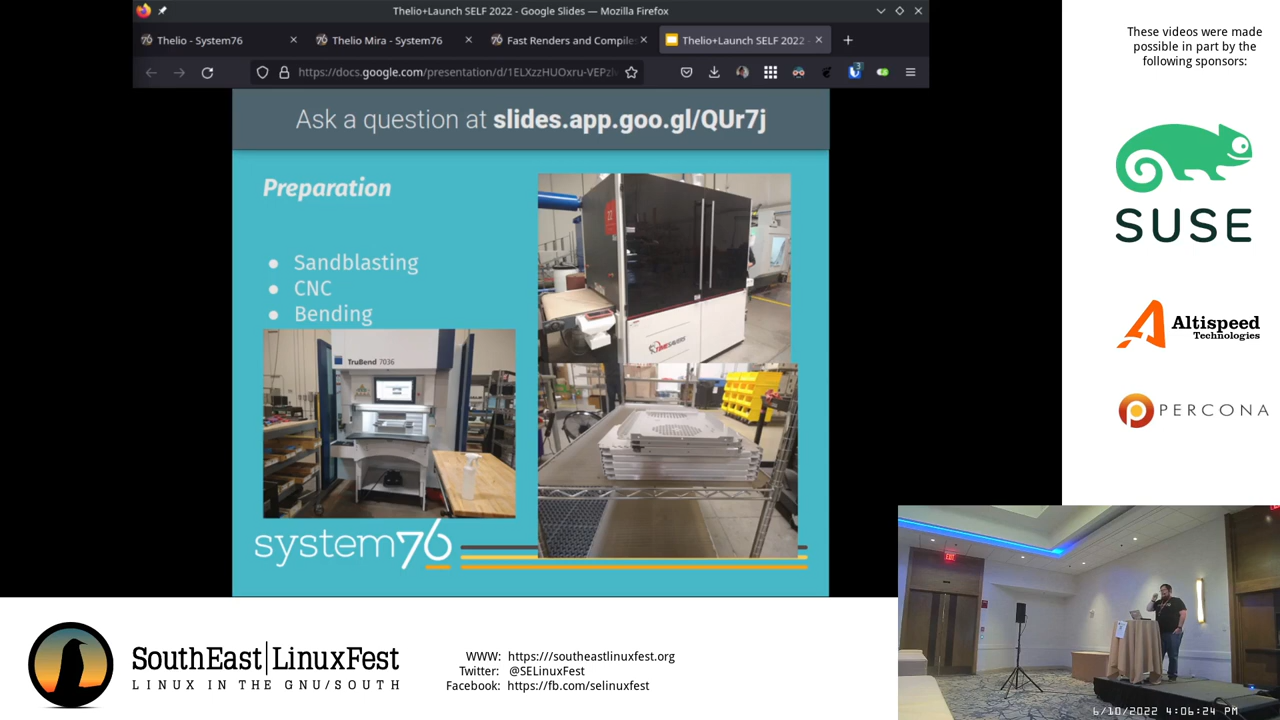 Thelio+Launch SELF 2022 - Google Slides — Mozilla Firefox
Thelio - System76
Thelio Mira - System76
Fast Renders and Compile
Thelio+Launch SELF 2022 -
https://docs.google.com/presentation/d/1ELXzzHUOxru-VEPzl
Ask a question at slides.app.goo.gl/QUr7j
Preparation
● Sandblasting
● CNC
● Bending
TruBend 7036
system76
These videos were made
possible in part by the
following sponsors:
SUSE
Altispeed
Technologies
PERCONA
SouthEast LinuxFest
LINUX IN THE GNU/SOUTH
WWW: https:///southeastlinuxfest.org
Twitter: @SELinuxFest
Facebook: https://fb.com/selinuxfest
EXIT
6/10/2022 4:06:24 PM